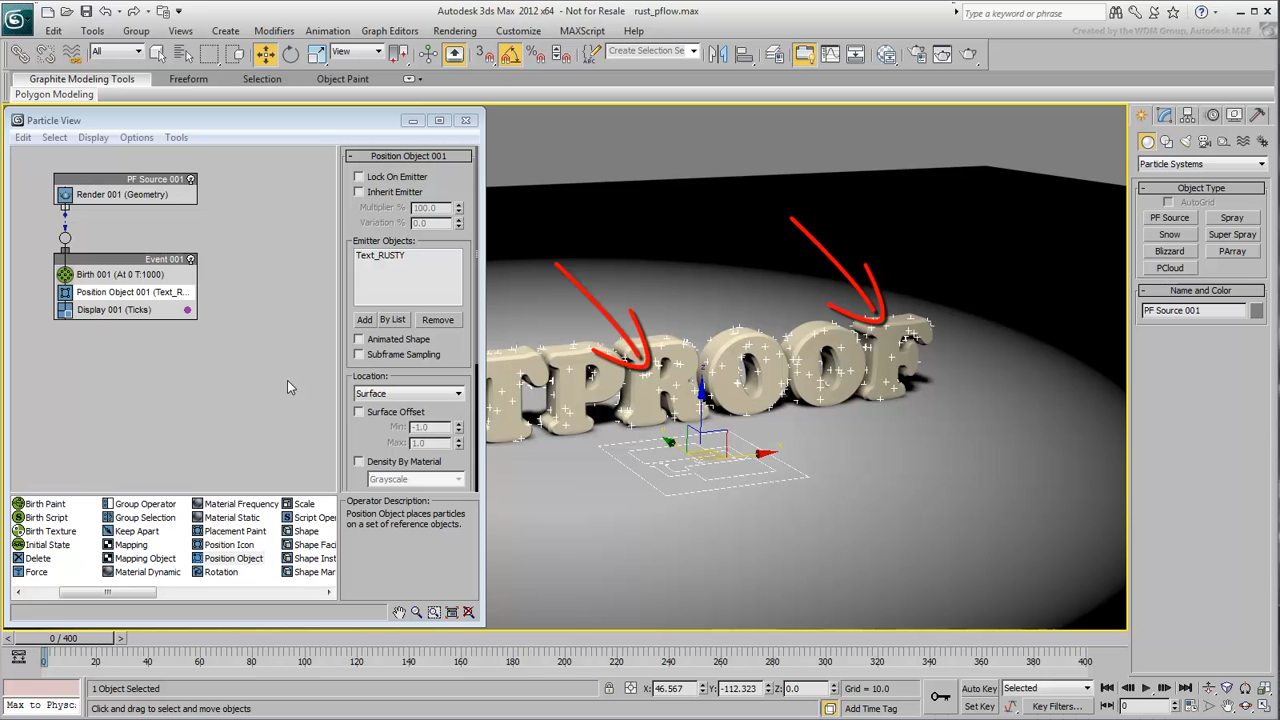 Autodesk 3ds Max 2012 x64 - Not for Resale rust_pflow.max
Type a keyword or phrase
Edit Tools Group Views Create Modifiers Animation Graph Editors Rendering Customize MAXScript Help
Created by the WDM Group, Autodesk M&E
All
View
Create Selection Se
Graphite Modeling Tools Freeform Selection Object Paint
Polygon Modeling
Particle View
Edit Select Display Options Tools
PF Source 001
Render 001 (Geometry)
Event 001
Birth 001 (At 0 T:1000)
Position Object 001 (Text_R...
Display 001 (Ticks)
Position Object 001
Lock On Emitter
Inherit Emitter
Multiplier % 100.0
Variation % 0.0
Emitter Objects:
Text_RUSTY
Add By List Remove
Animated Shape
Subframe Sampling
Location:
Surface
Surface Offset
Min: -1.0
Max: 1.0
Density By Material
Grayscale
Birth Paint Group Operator Material Frequency Scale
Birth Script Group Selection Material Static Script Ope
Birth Texture Keep Apart Placement Paint Shape
Initial State Mapping Position Icon Shape Faci
Delete Mapping Object Position Object Shape Inst
Force Material Dynamic Rotation Shape Mar
Operator Description:
Position Object places particles
on a set of reference objects.
TPROOF
Particle Systems
Object Type
AutoGrid
PF Source Spray
Snow Super Spray
Blizzard PArray
PCloud
Name and Color
PF Source 001
0 / 400
0 20 40 60 80 100 120 140 160 180 200 220 240 260 280 300 320 340 360 380 400
1 Object Selected X: 46.567 Y: -112.323 Z: 0.0 Grid = 10.0 Auto Key Selected
Max to Physc Click and drag to select and move objects Add Time Tag Set Key Key Filters... 0